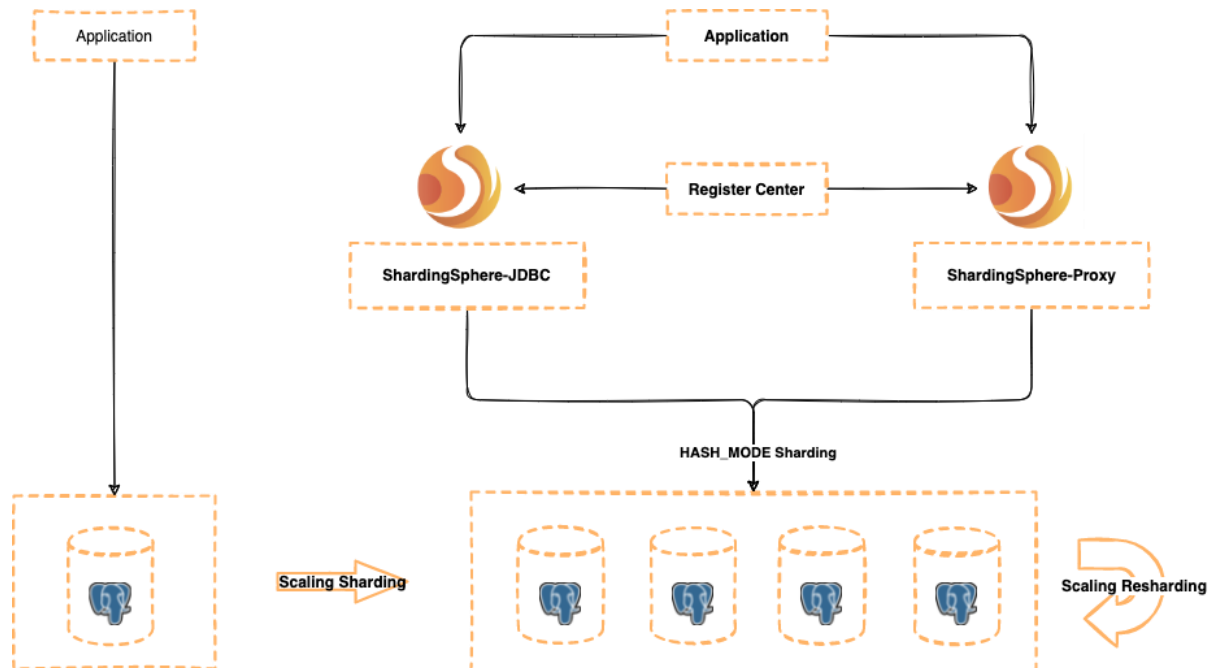 Application
Application
Register Center
ShardingSphere-JDBC
ShardingSphere-Proxy
HASH_MODE Sharding
Scaling Sharding
Scaling Resharding